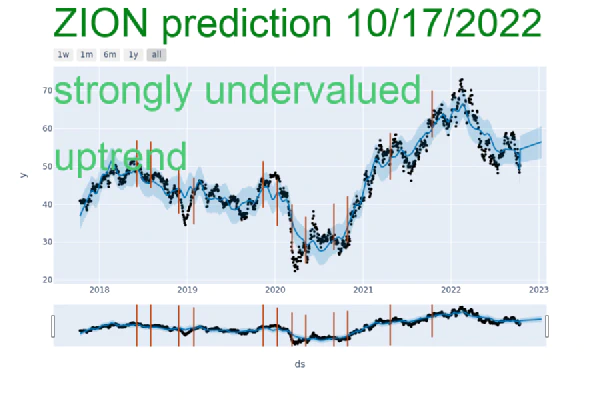 ZION prediction 10/17/2022
1w 1m 6m 1y all
strongly undervalued
uptrend
70
60
50
40
30
20
y
2018 2019 2020 2021 2022 2023
ds